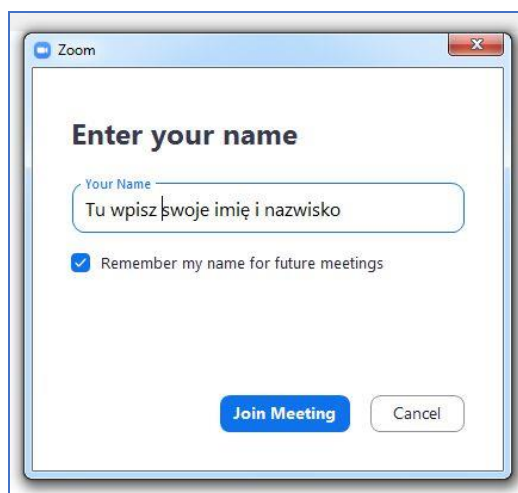 Zoom
Enter your name
Your Name
Tu wpisz swoje imię i nazwisko
Remember my name for future meetings
Join Meeting Cancel